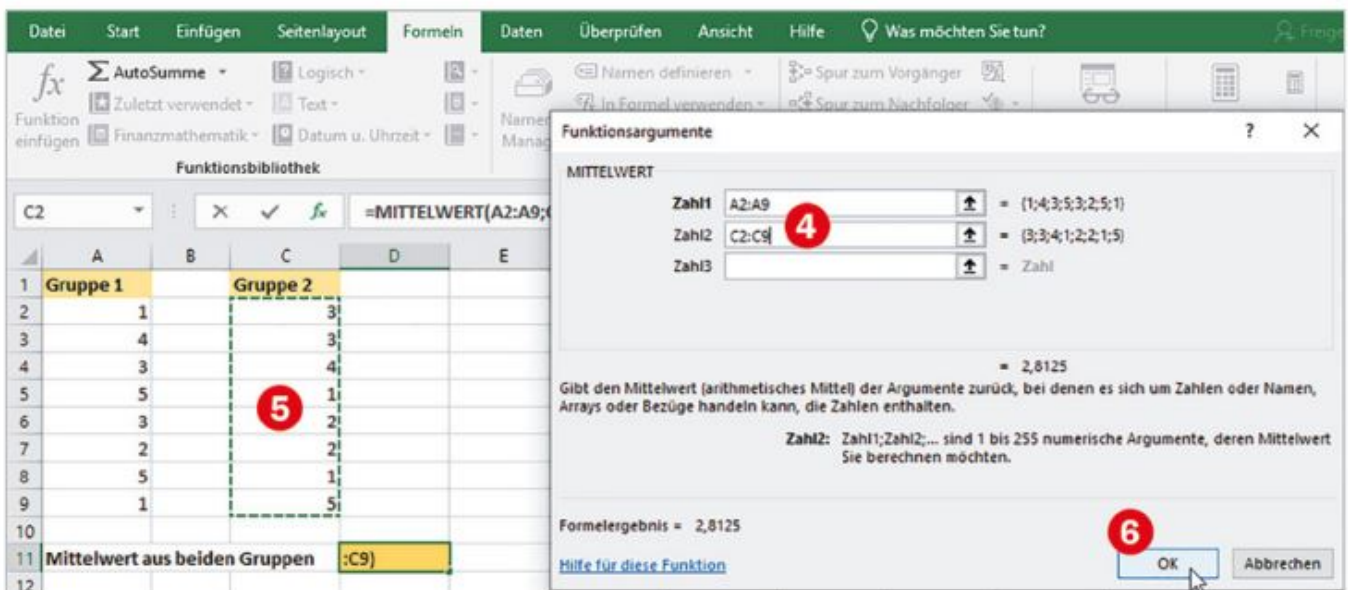 Datei Start Einfügen Seitenlayout Formeln Daten Überprüfen Ansicht Hilfe Was möchten Sie tun?
fx AutoSumme Logisch Namen definieren Spur zum Vorgänger
Zuletzt verwendet Text In Formel verwenden Spur zum Nachfolger
Funktion einfügen Finanzmathematik Datum u. Uhrzeit
Funktionsbibliothek
C2 fx =MITTELWERT(A2:A9;
A B C D E
1 Gruppe 1 Gruppe 2
2 1 3
3 4 3
4 3 4
5 5 1
6 3 2
7 2 2
8 5 1
9 1 5
10
11 Mittelwert aus beiden Gruppen :C9)
12
5
Funktionsargumente ? ×
MITTELWERT
Zahl1 A2:A9 = {1;4;3;5;3;2;5;1}
4
Zahl2 C2:C9 = {3;3;4;1;2;2;1;5}
Zahl3 = Zahl
= 2,8125
Gibt den Mittelwert (arithmetisches Mittel) der Argumente zurück, bei denen es sich um Zahlen oder Namen,
Arrays oder Bezüge handeln kann, die Zahlen enthalten.
Zahl2: Zahl1;Zahl2;... sind 1 bis 255 numerische Argumente, deren Mittelwert
Sie berechnen möchten.
Formelergebnis = 2,8125
6
Hilfe für diese Funktion OK Abbrechen